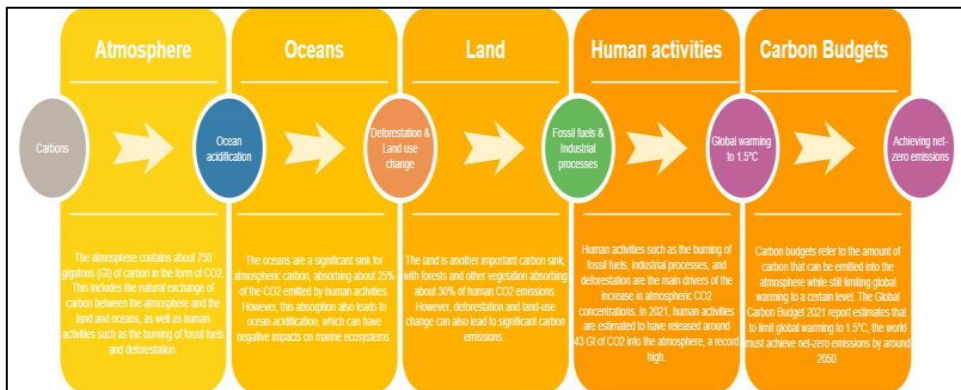 Atmosphere
Oceans
Land
Human activities
Carbon Budgets
Carbons
Ocean
acidification
Deforestation &
Land use
change
Fossil fuels &
Industrial
processes
Global warming
to 1.5°C
Achieving net-
zero emissions
The atmosphere contains about 750
gigatons (Gt) of carbon in the form of CO2.
This includes the natural exchange of
carbon between the atmosphere and the
land and oceans, as well as human
activities such as the burning of fossil fuels
and deforestation.
The oceans are a significant sink for
atmospheric carbon, absorbing about 25%
of the CO2 emitted by human activities.
However, this absorption also leads to
ocean acidification, which can have
negative impacts on marine ecosystems.
The land is another important carbon sink,
with forests and other vegetation absorbing
about 30% of human CO2 emissions.
However, deforestation and land-use
change can also lead to significant carbon
emissions.
Human activities such as the burning of
fossil fuels, industrial processes, and
deforestation are the main drivers of the
increase in atmospheric CO2
concentrations. In 2021, human activities
are estimated to have released around
43 Gt of CO2 into the atmosphere, a record
high.
Carbon budgets refer to the amount of
carbon that can be emitted into the
atmosphere while still limiting global
warming to a certain level. The Global
Carbon Budget 2021 report estimates that
to limit global warming to 1.5°C, the world
must achieve net-zero emissions by around
2050.